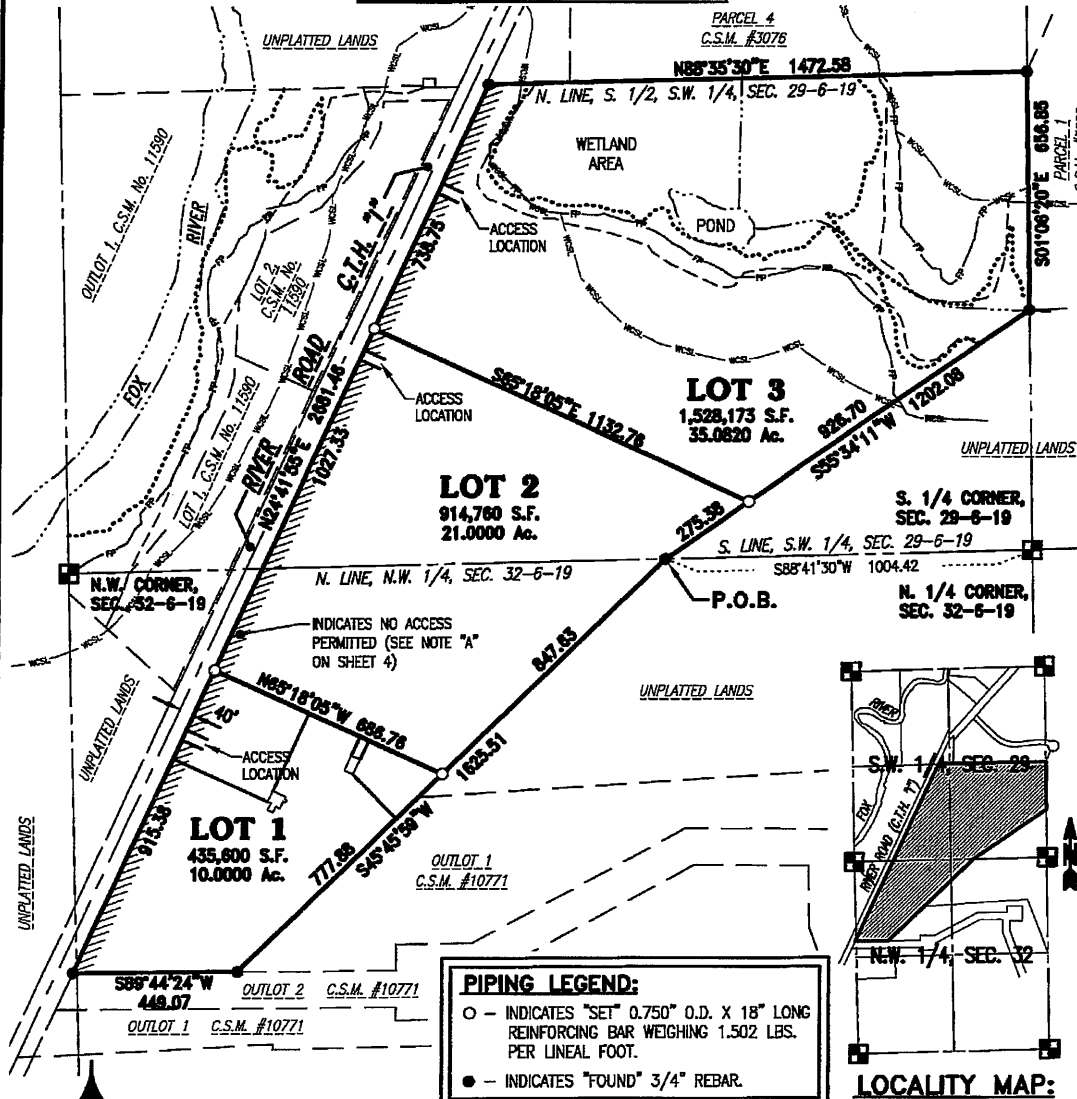 UNPLATTED LANDS
PARCEL 4
C.S.M. #3076
N88°35'30"E 1472.58
N. LINE, S. 1/2, S.W. 1/4, SEC. 29-6-19
WCSL
WCSL
WCSL
WCSL
OUTLOT 1, C.S.M. No. 11590
RIVER
FOX
LOT 2
C.S.M. No.
11590
LOT 1, C.S.M. No. 11590
C.T.H. "I"
RIVER ROAD
N24°41'55"E 2681.46
738.75
1027.33
915.38
WETLAND
AREA
POND
FP
FP
FP
S01°06'20"E 656.85
PARCEL 1
ACCESS
LOCATION
ACCESS
LOCATION
S65°18'05"E 1132.76
LOT 3
1,528,173 S.F.
35.0820 Ac.
926.70
1202.08
S55°34'11"W
UNPLATTED LANDS
LOT 2
914,760 S.F.
21.0000 Ac.
275.38
S. 1/4 CORNER,
SEC. 29-6-19
S. LINE, S.W. 1/4, SEC. 29-6-19
S88°41'30"W 1004.42
N. LINE, N.W. 1/4, SEC. 32-6-19
N.W. CORNER,
SEC. 32-6-19
P.O.B.
N. 1/4 CORNER,
SEC. 32-6-19
INDICATES NO ACCESS
PERMITTED (SEE NOTE "A"
ON SHEET 4)
847.63
UNPLATTED LANDS
N65°18'05"W 686.76
40'
ACCESS
LOCATION
1625.51
S45°45'59"W
777.88
UNPLATTED LANDS
UNPLATTED LANDS
LOT 1
435,600 S.F.
10.0000 Ac.
OUTLOT 1
C.S.M. #10771
S89°44'24"W
449.07
OUTLOT 2 C.S.M. #10771
OUTLOT 1 C.S.M. #10771
PIPING LEGEND:
○ – INDICATES "SET" 0.750" O.D. X 18" LONG
REINFORCING BAR WEIGHING 1.502 LBS.
PER LINEAL FOOT.
● – INDICATES "FOUND" 3/4" REBAR.
RIVER
S.W. 1/4, SEC. 29
FOX
RIVER ROAD (C.T.H. "I")
N
N.W. 1/4, SEC. 32
LOCALITY MAP: